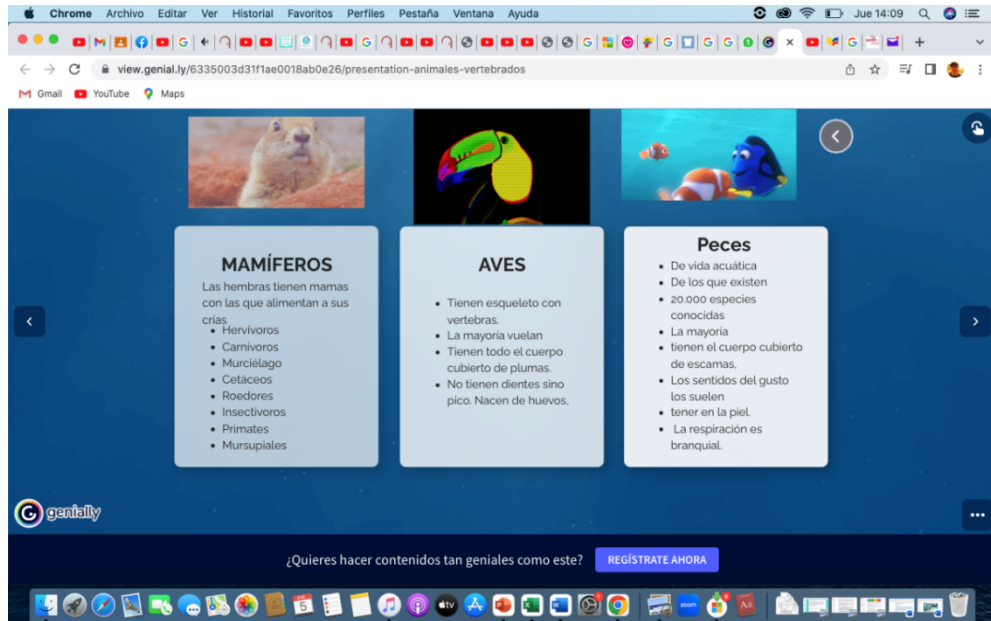 Chrome Archivo Editar Ver Historial Favoritos Perfiles Pestaña Ventana Ayuda
Jue 14:09
view.genial.ly/6335003d31f1ae0018ab0e26/presentation-animales-vertebrados
Gmail YouTube Maps
MAMÍFEROS
Las hembras tienen mamas
con las que alimentan a sus
crías
Hervívoros
Carnívoros
Murciélago
Cetáceos
Roedores
Insectivoros
Primates
Mursupiales
AVES
Tienen esqueleto con
vertebras.
La mayoría vuelan
Tienen todo el cuerpo
cubierto de plumas.
No tienen dientes sino
pico. Nacen de huevos,
Peces
De vida acuática
De los que existen
20.000 especies
conocidas
La mayoría
tienen el cuerpo cubierto
de escamas,
Los sentidos del gusto
los suelen
tener en la piel.
La respiración es
branquial.
genially
¿Quieres hacer contenidos tan geniales como este? REGÍSTRATE AHORA
5
tv
zoom